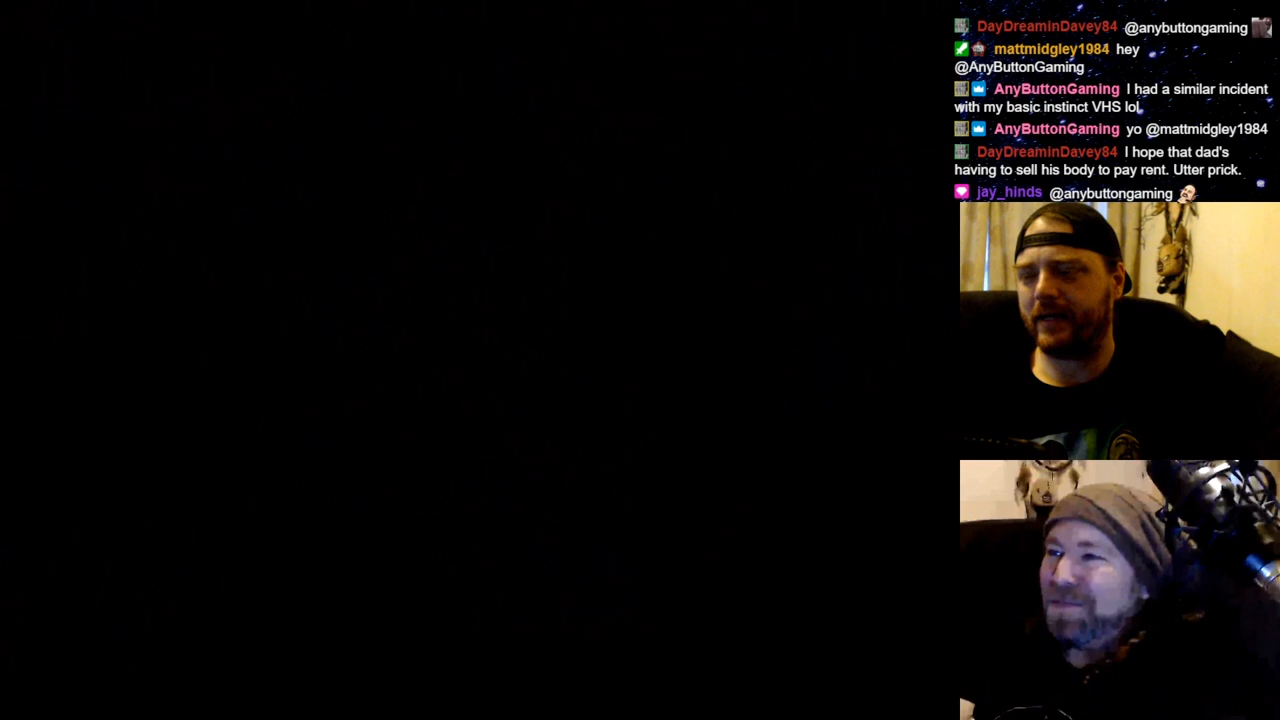 DayDreaminDavey84 @anybuttongaming
mattmidgley1984 hey
@AnyButtonGaming
AnyButtonGaming I had a similar incident
with my basic instinct VHS lol
AnyButtonGaming yo @mattmidgley1984
DayDreaminDavey84 I hope that dad's
having to sell his body to pay rent. Utter prick.
jay_hinds @anybuttongaming